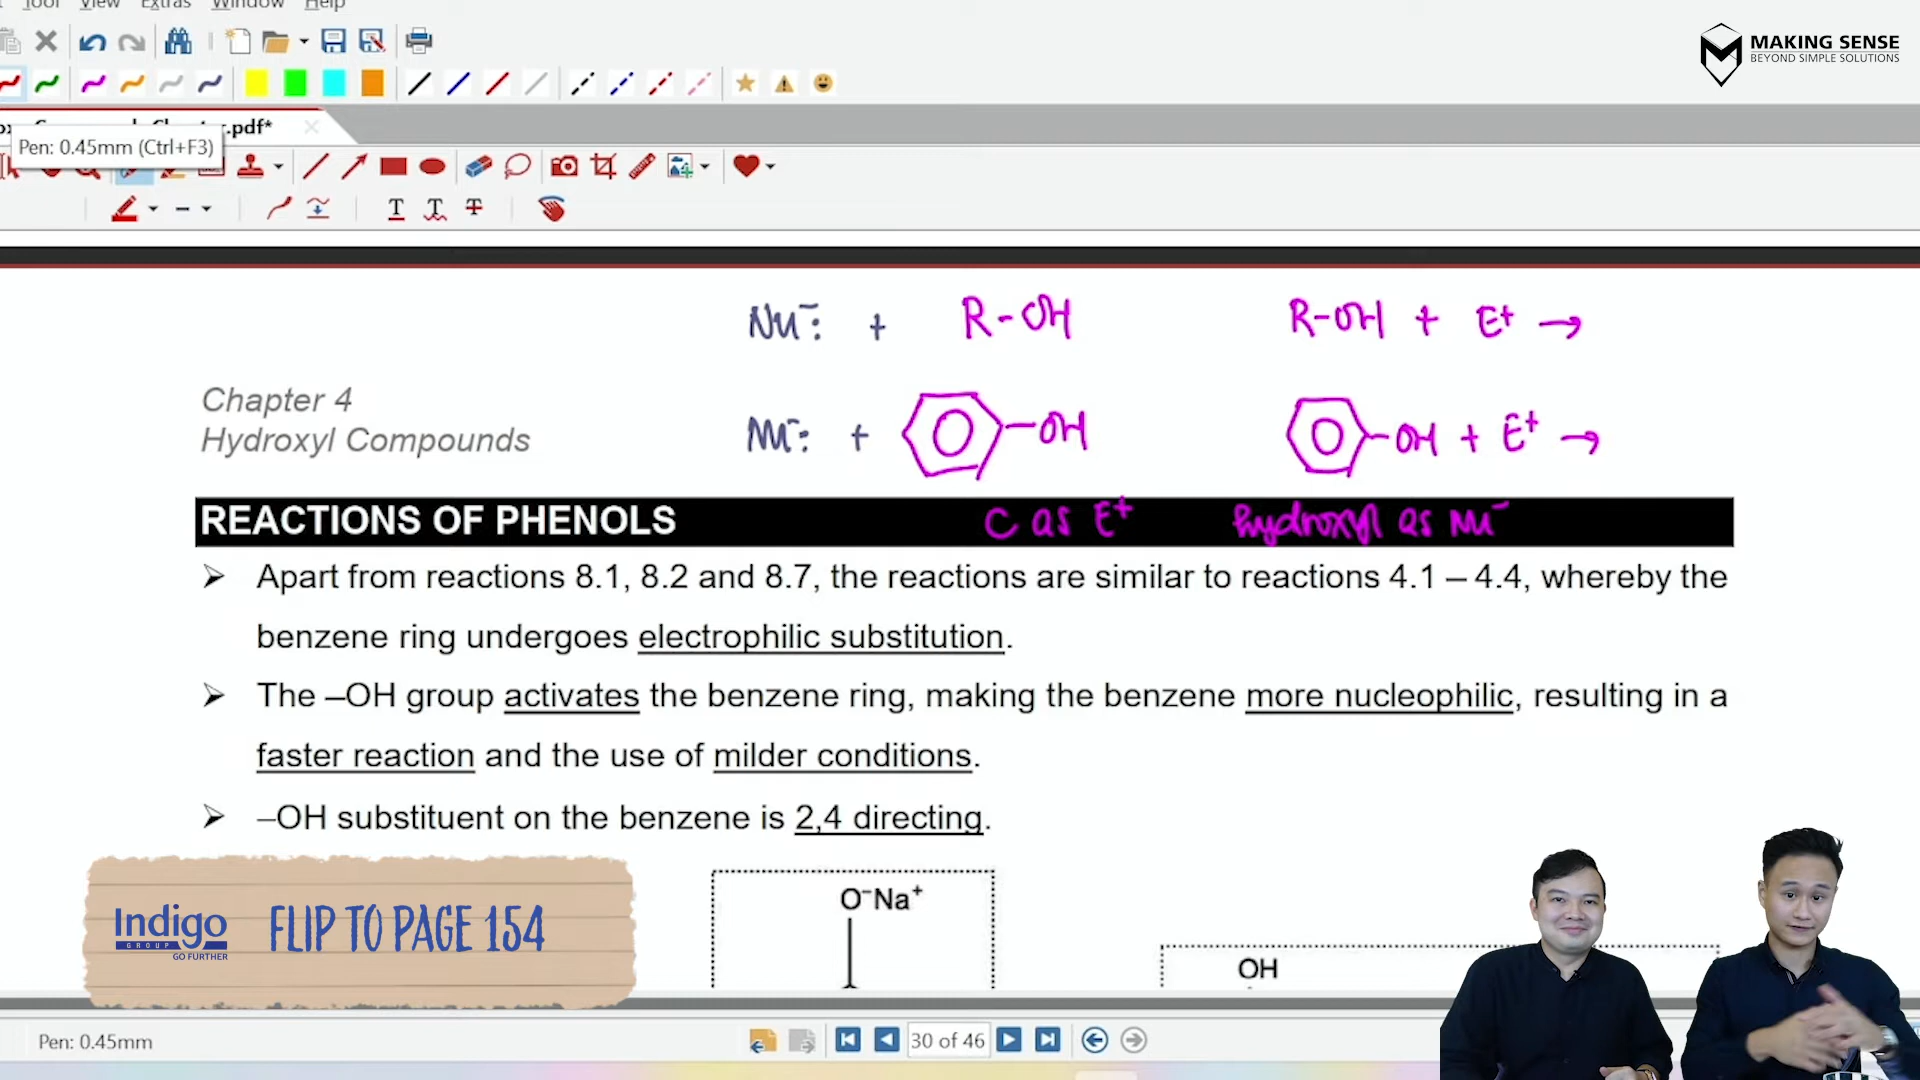 Tool View Extras Window Help
MAKING SENSE
BEYOND SIMPLE SOLUTIONS
.pdf*
Pen: 0.45mm (Ctrl+F3)
T T T
Nu⁻: + R-OH R-OH + E⁺ →
Chapter 4
Nu⁻: + -OH -OH + E⁺ →
Hydroxyl Compounds
REACTIONS OF PHENOLS C as E⁺ hydroxyl as Nu⁻
➢ Apart from reactions 8.1, 8.2 and 8.7, the reactions are similar to reactions 4.1 – 4.4, whereby the
benzene ring undergoes electrophilic substitution.
➢ The –OH group activates the benzene ring, making the benzene more nucleophilic, resulting in a
faster reaction and the use of milder conditions.
➢ –OH substituent on the benzene is 2,4 directing.
O⁻Na⁺
OH
Indigo
GROUP
GO FURTHER
FLIP TO PAGE 154
Pen: 0.45mm
30 of 46